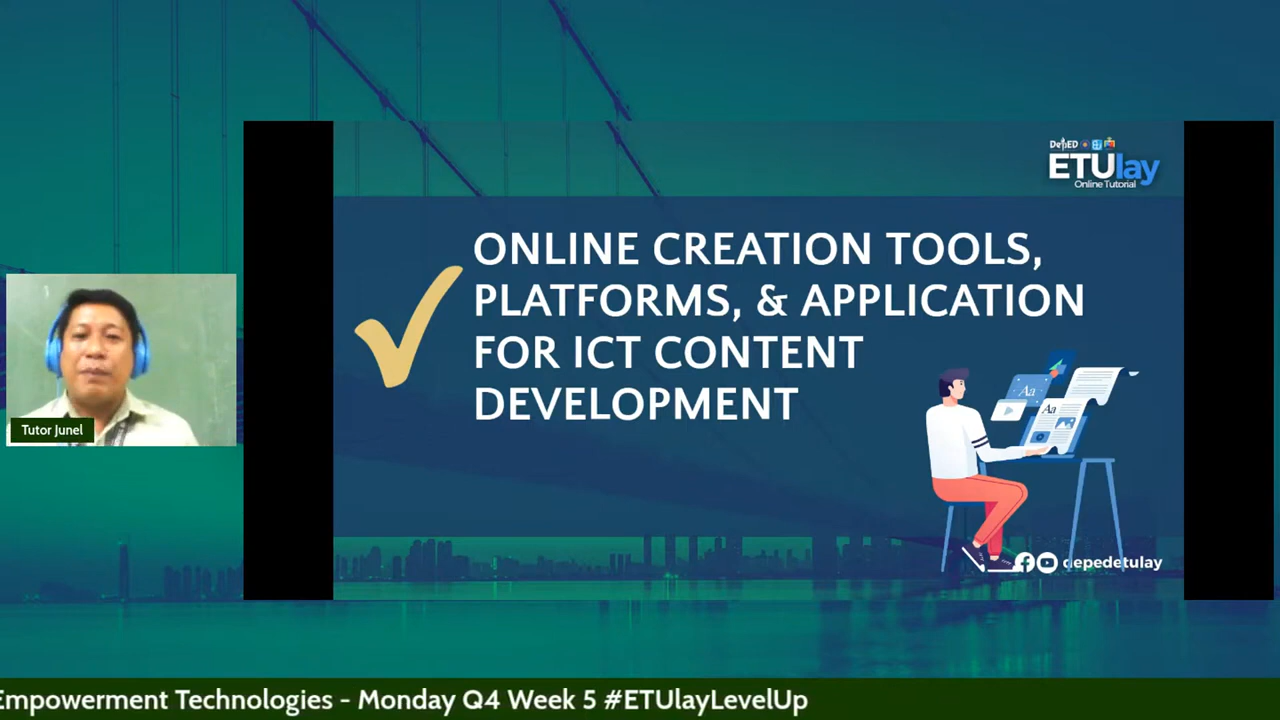 DepED
ETUlay
Online Tutorial
ONLINE CREATION TOOLS,
PLATFORMS, & APPLICATION
FOR ICT CONTENT
DEVELOPMENT
Aa
Aa
Tutor Junel
depedetulay
Empowerment Technologies - Monday Q4 Week 5 #ETUlayLevelUp